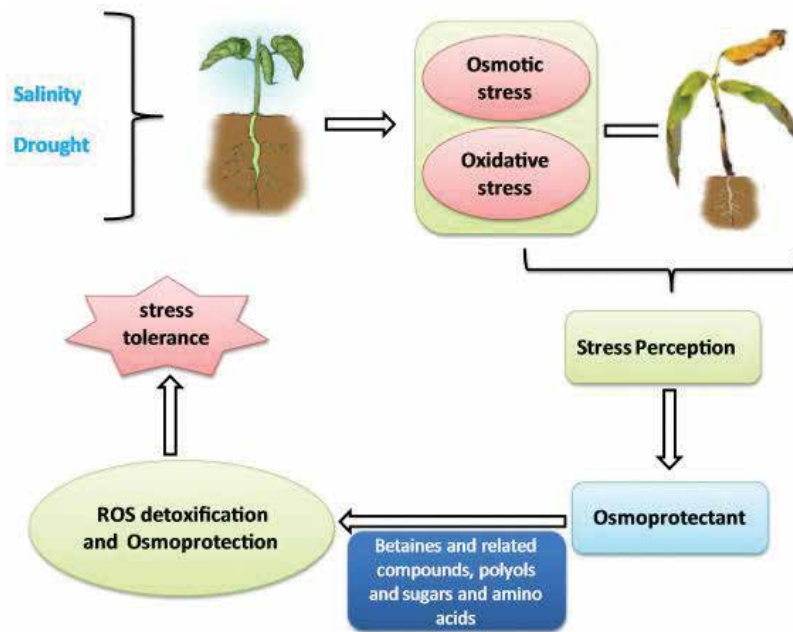 Salinity
Drought
Osmotic
stress
Oxidative
stress
Stress Perception
Osmoprotectant
Betaines and related
compounds, polyols
and sugars and amino
acids
ROS detoxification
and Osmoprotection
stress
tolerance